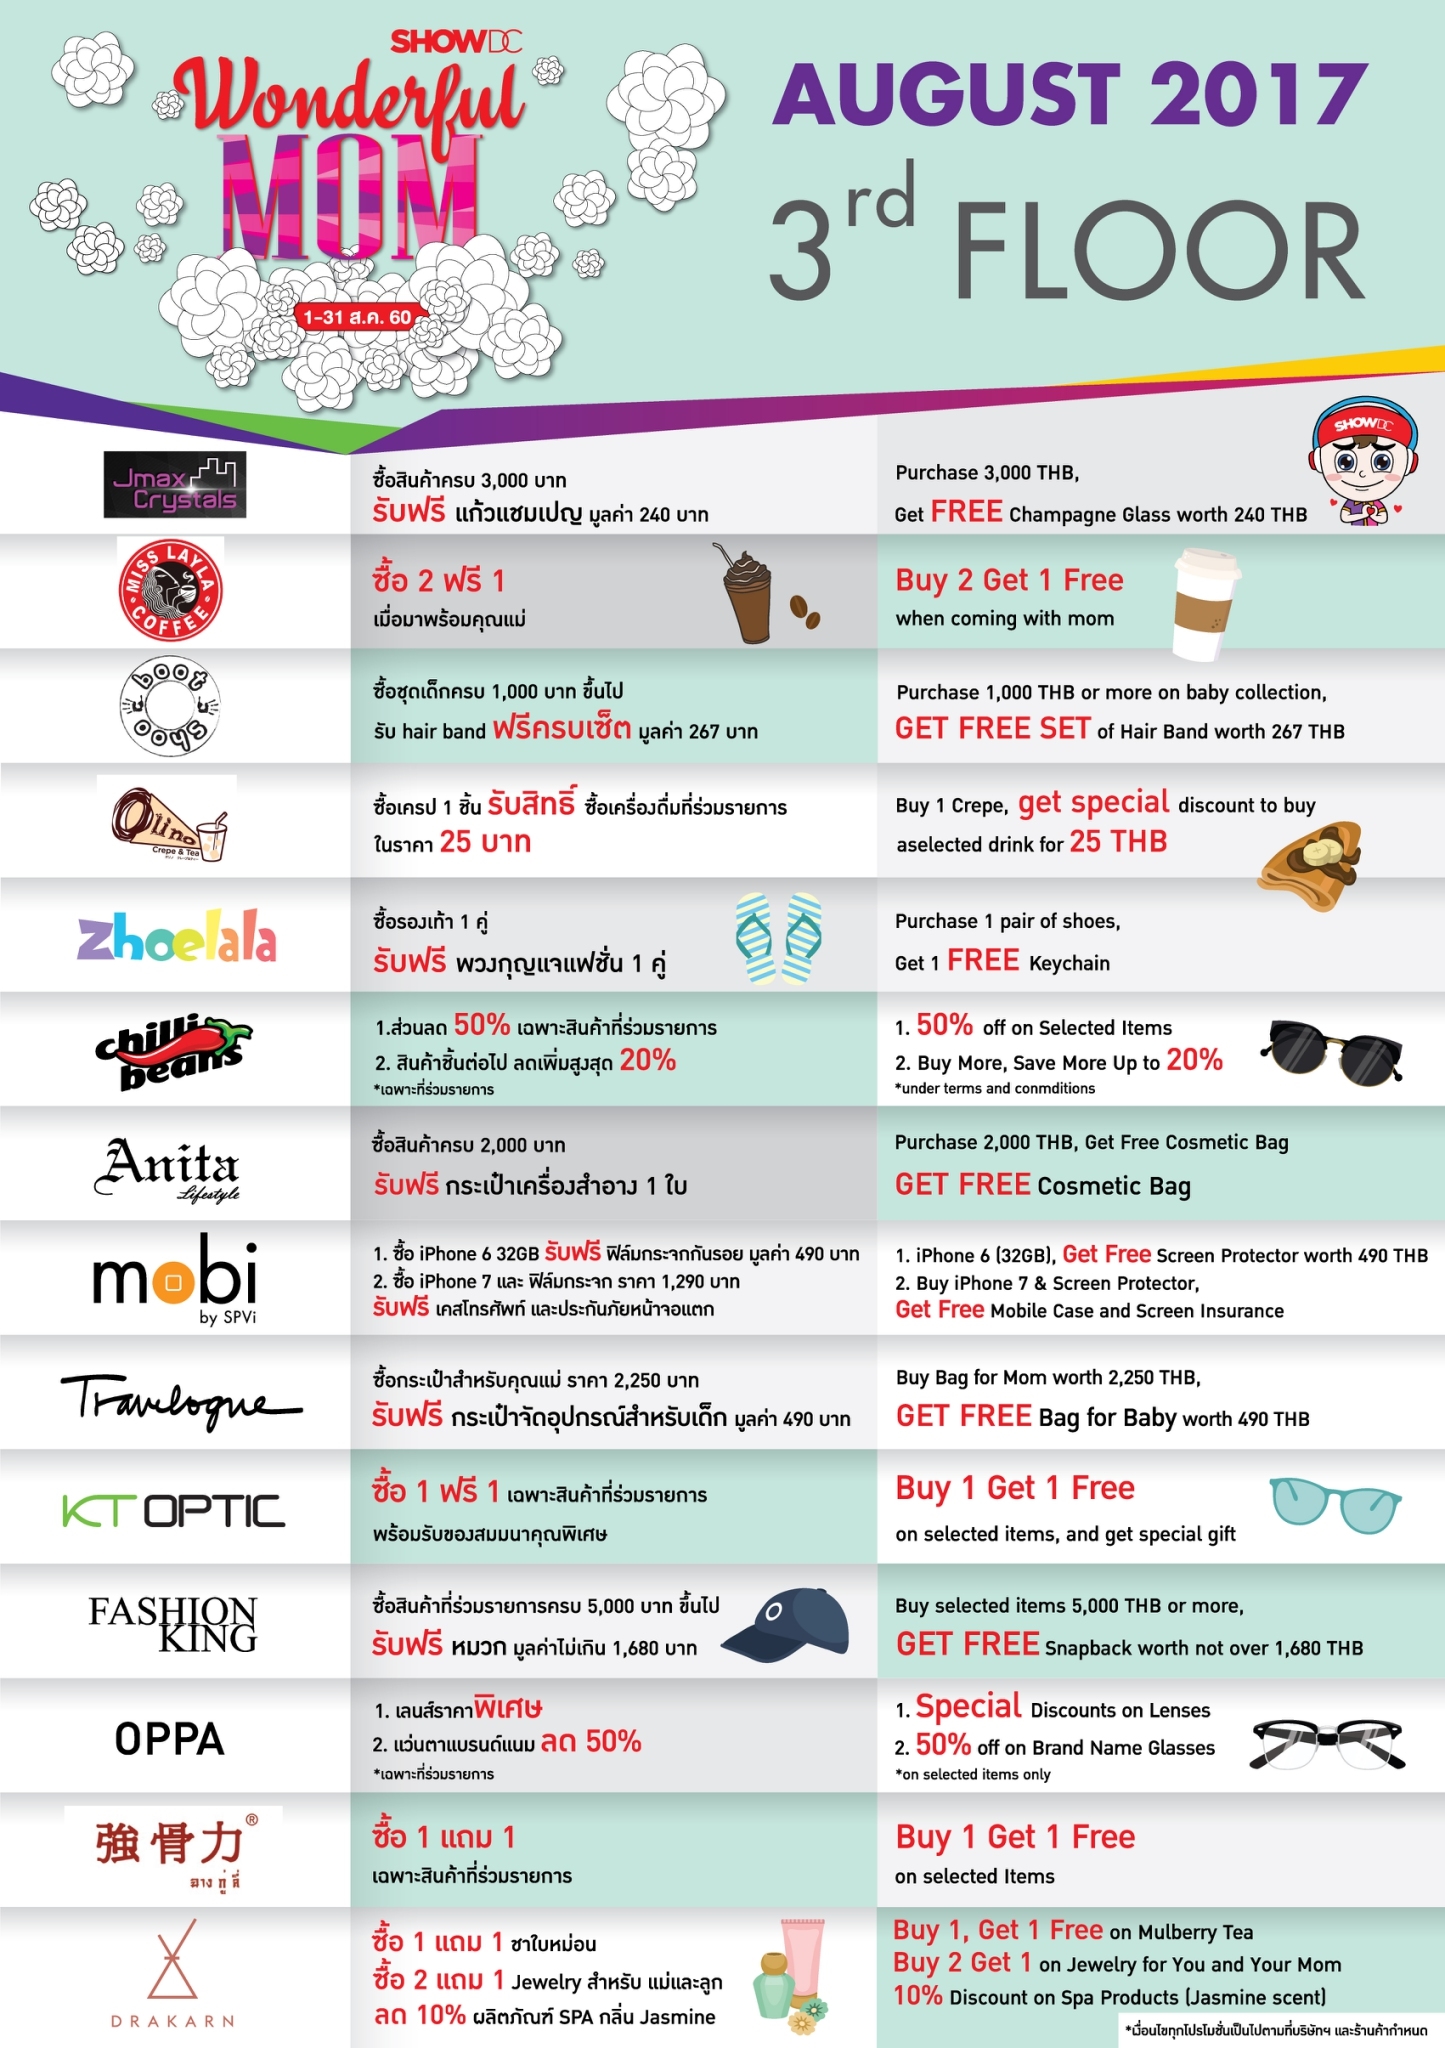 SHOWDC
Wonderful
MOM
1-31 ส.ค. 60
AUGUST 2017
3rd FLOOR
SHOWDC
Jmax
Crystals
ซื้อสินค้าครบ 3,000 บาท
รับฟรี แก้วแชมเปญ มูลค่า 240 บาท
Purchase 3,000 THB,
Get FREE Champagne Glass worth 240 THB
MISS LAYLA
COFFEE
ซื้อ 2 ฟรี 1
เมื่อมาพร้อมคุณแม่
Buy 2 Get 1 Free
when coming with mom
boot
shoo
ซื้อชุดเด็กครบ 1,000 บาท ขึ้นไป
รับ hair band ฟรีครบเซ็ต มูลค่า 267 บาท
Purchase 1,000 THB or more on baby collection,
GET FREE SET of Hair Band worth 267 THB
Olino
Crepe & Tea
ซื้อเครป 1 ชิ้น รับสิทธิ์ ซื้อเครื่องดื่มที่ร่วมรายการ
ในราคา 25 บาท
Buy 1 Crepe, get special discount to buy
aselected drink for 25 THB
zhoelala
ซื้อรองเท้า 1 คู่
รับฟรี พวงกุญแจแฟชั่น 1 คู่
Purchase 1 pair of shoes,
Get 1 FREE Keychain
chilli
beans
1.ส่วนลด 50% เฉพาะสินค้าที่ร่วมรายการ
2. สินค้าชิ้นต่อไป ลดเพิ่มสูงสุด 20%
*เฉพาะที่ร่วมรายการ
1. 50% off on Selected Items
2. Buy More, Save More Up to 20%
*under terms and conmditions
Anita
Lifestyle
ซื้อสินค้าครบ 2,000 บาท
รับฟรี กระเป๋าเครื่องสำอาง 1 ใบ
Purchase 2,000 THB, Get Free Cosmetic Bag
GET FREE Cosmetic Bag
mobi
by SPVi
1. ซื้อ iPhone 6 32GB รับฟรี ฟิล์มกระจกกันรอย มูลค่า 490 บาท
2. ซื้อ iPhone 7 และ ฟิล์มกระจก ราคา 1,290 บาท
รับฟรี เคสโทรศัพท์ และประกันภัยหน้าจอแตก
1. iPhone 6 (32GB), Get Free Screen Protector worth 490 THB
2. Buy iPhone 7 & Screen Protector,
Get Free Mobile Case and Screen Insurance
Travelogue
ซื้อกระเป๋าสำหรับคุณแม่ ราคา 2,250 บาท
รับฟรี กระเป๋าจัดอุปกรณ์สำหรับเด็ก มูลค่า 490 บาท
Buy Bag for Mom worth 2,250 THB,
GET FREE Bag for Baby worth 490 THB
KT OPTIC
ซื้อ 1 ฟรี 1 เฉพาะสินค้าที่ร่วมรายการ
พร้อมรับของสมมนาคุณพิเศษ
Buy 1 Get 1 Free
on selected items, and get special gift
FASHION
KING
ซื้อสินค้าที่ร่วมรายการครบ 5,000 บาท ขึ้นไป
รับฟรี หมวก มูลค่าไม่เกิน 1,680 บาท
Buy selected items 5,000 THB or more,
GET FREE Snapback worth not over 1,680 THB
OPPA
1. เลนส์ราคาพิเศษ
2. แว่นตาแบรนด์แนม ลด 50%
*เฉพาะที่ร่วมรายการ
1. Special Discounts on Lenses
2. 50% off on Brand Name Glasses
*on selected items only
強骨力®
ฉาง กู่ ลี่
ซื้อ 1 แถม 1
เฉพาะสินค้าที่ร่วมรายการ
Buy 1 Get 1 Free
on selected Items
DRAKARN
ซื้อ 1 แถม 1 ชาใบหม่อน
ซื้อ 2 แถม 1 Jewelry สำหรับ แม่และลูก
ลด 10% ผลิตภัณฑ์ SPA กลิ่น Jasmine
Buy 1, Get 1 Free on Mulberry Tea
Buy 2 Get 1 on Jewelry for You and Your Mom
10% Discount on Spa Products (Jasmine scent)
*เงื่อนไขทุกโปรโมชั่นเป็นไปตามที่บริษัทฯ และร้านค้ากำหนด